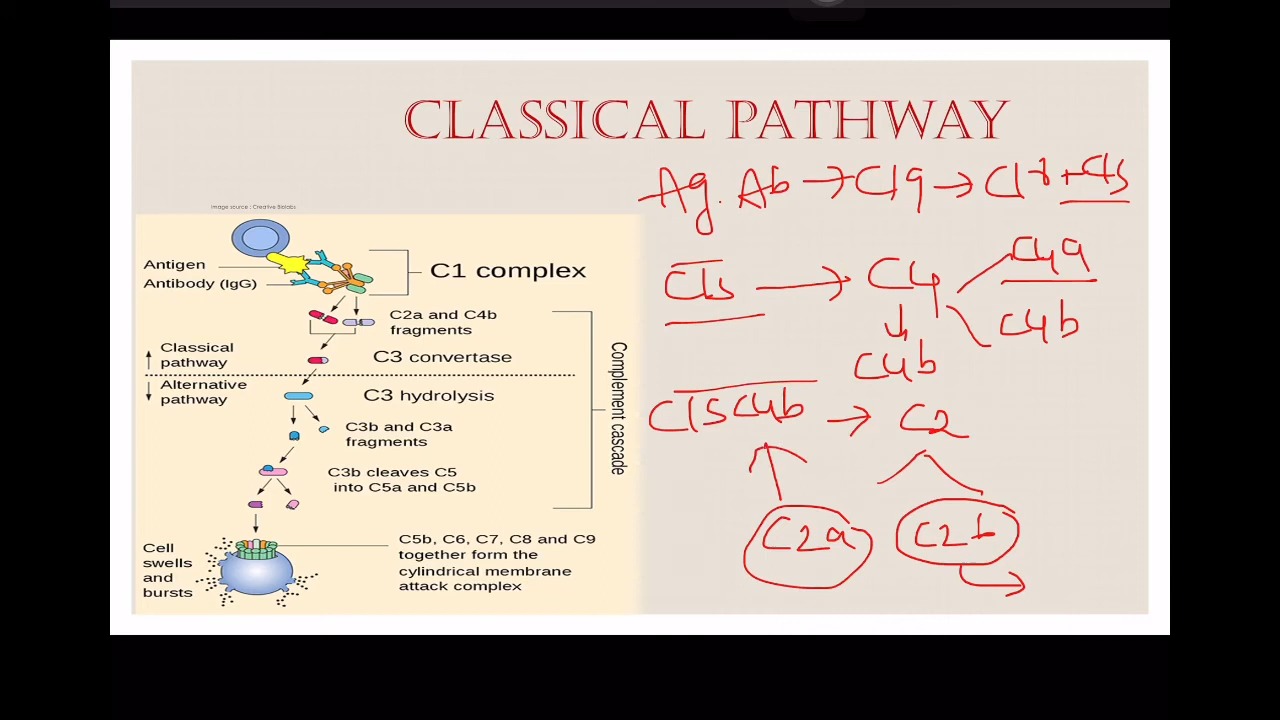 CLASSICAL PATHWAY
Ag. Ab → C1q → C1r + C1s
Image source : Creative Biolabs
Antigen
Antibody (IgG)
C1 complex
C2a and C4b
fragments
Classical
pathway
C3 convertase
Alternative
pathway
C3 hydrolysis
C3b and C3a
fragments
C3b cleaves C5
into C5a and C5b
Complement cascade
Cell
swells
and
bursts
C5b, C6, C7, C8 and C9
together form the
cylindrical membrane
attack complex
C1s → C4
C4a
C4b
C4b
C1sC4b → C2
C2a
C2b